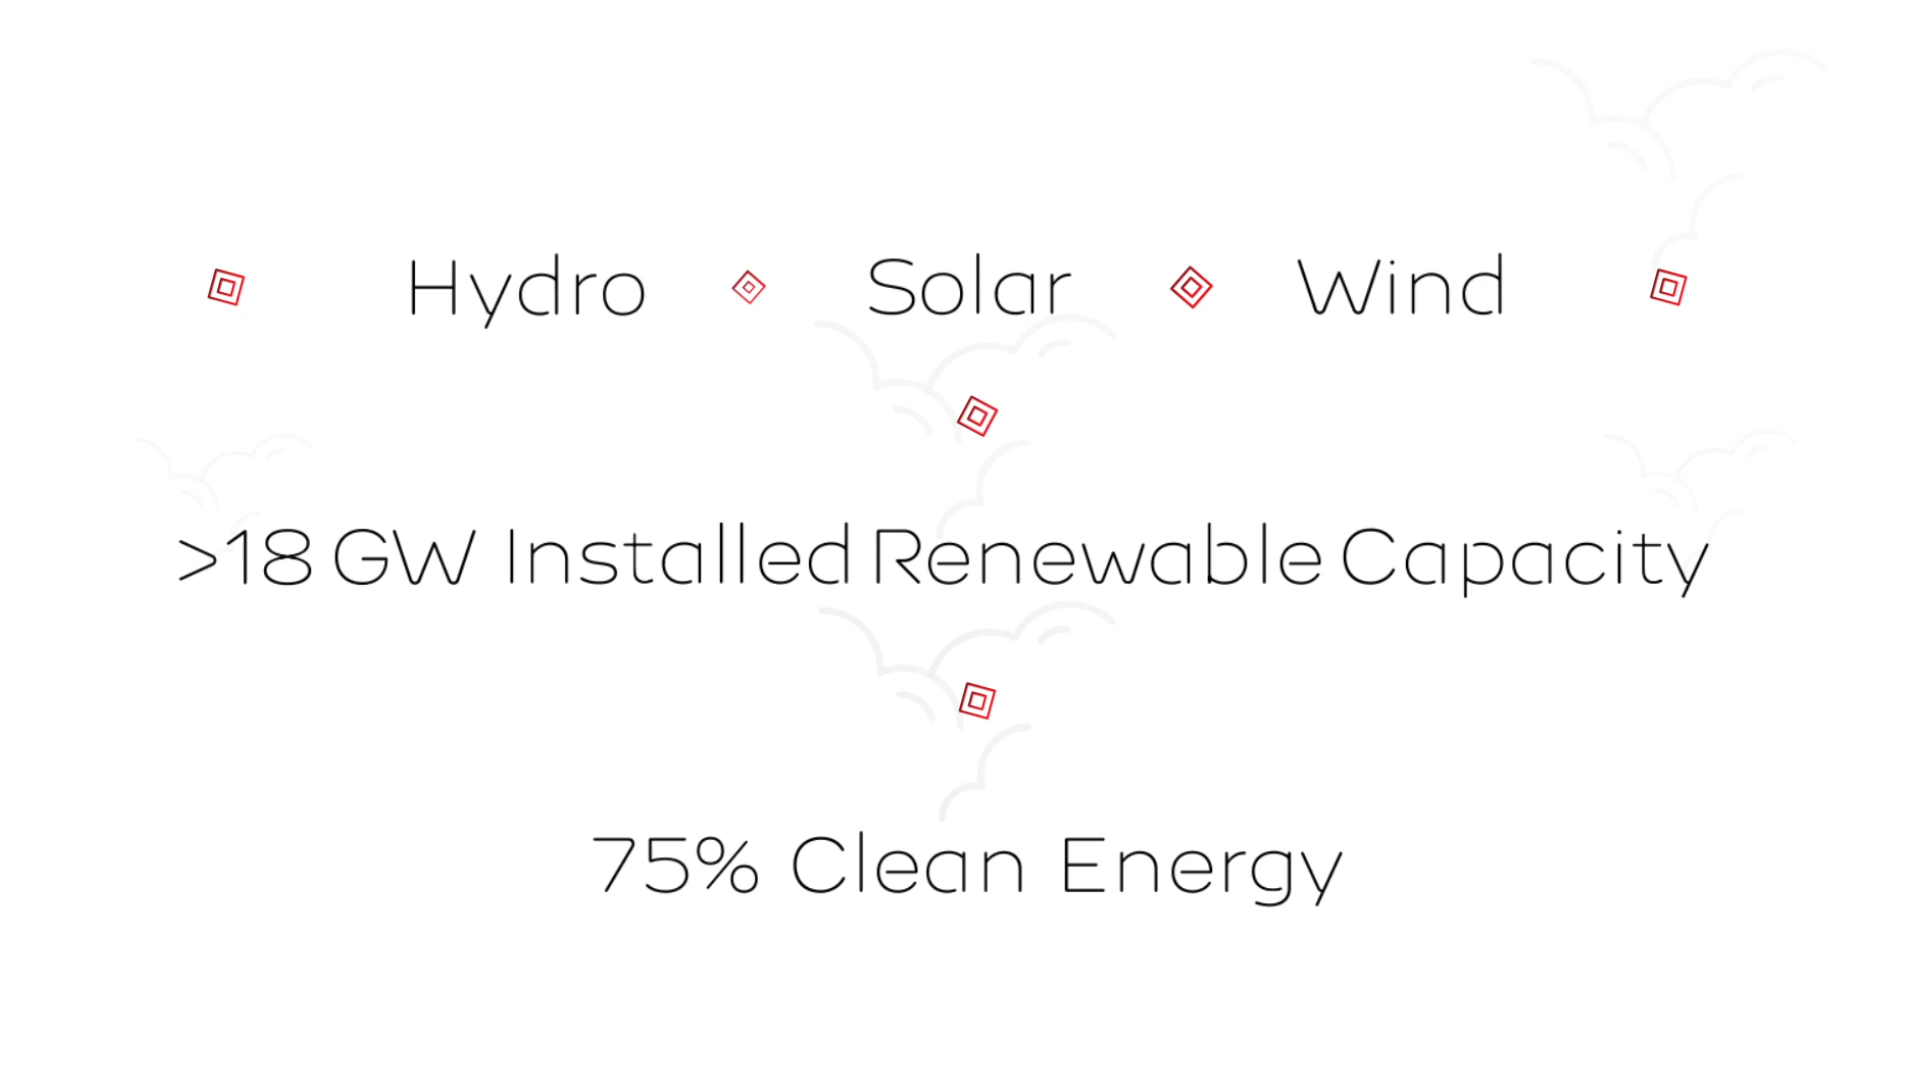 Hydro Solar Wind
>18 GW Installed Renewable Capacity
75% Clean Energy